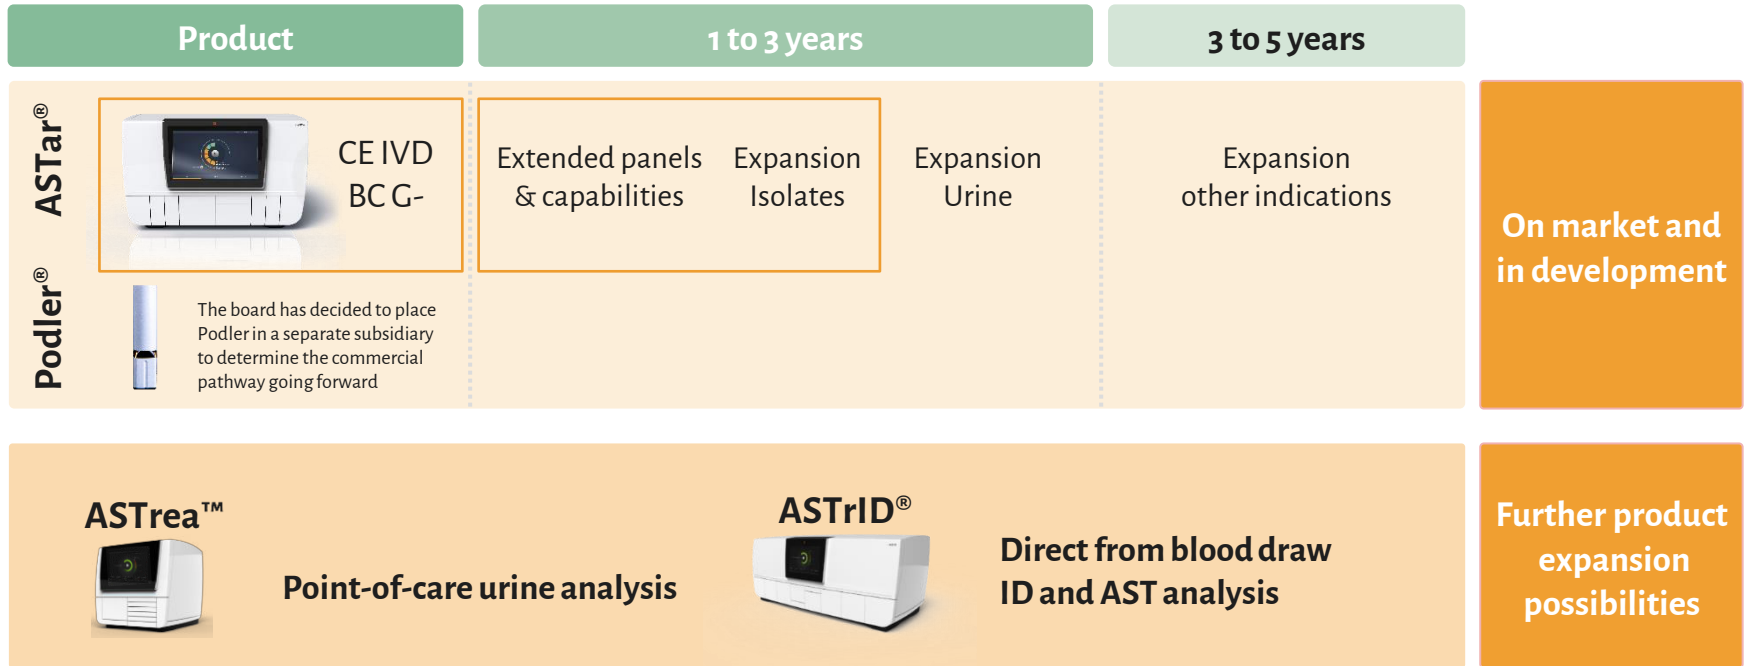 Product
1 to 3 years
3 to 5 years
ASTar®
CE IVD
BC G-
Extended panels
& capabilities
Expansion
Isolates
Expansion
Urine
Expansion
other indications
On market and
in development
Podler®
The board has decided to place
Podler in a separate subsidiary
to determine the commercial
pathway going forward
ASTrea™
Point-of-care urine analysis
ASTrID®
Direct from blood draw
ID and AST analysis
Further product
expansion
possibilities